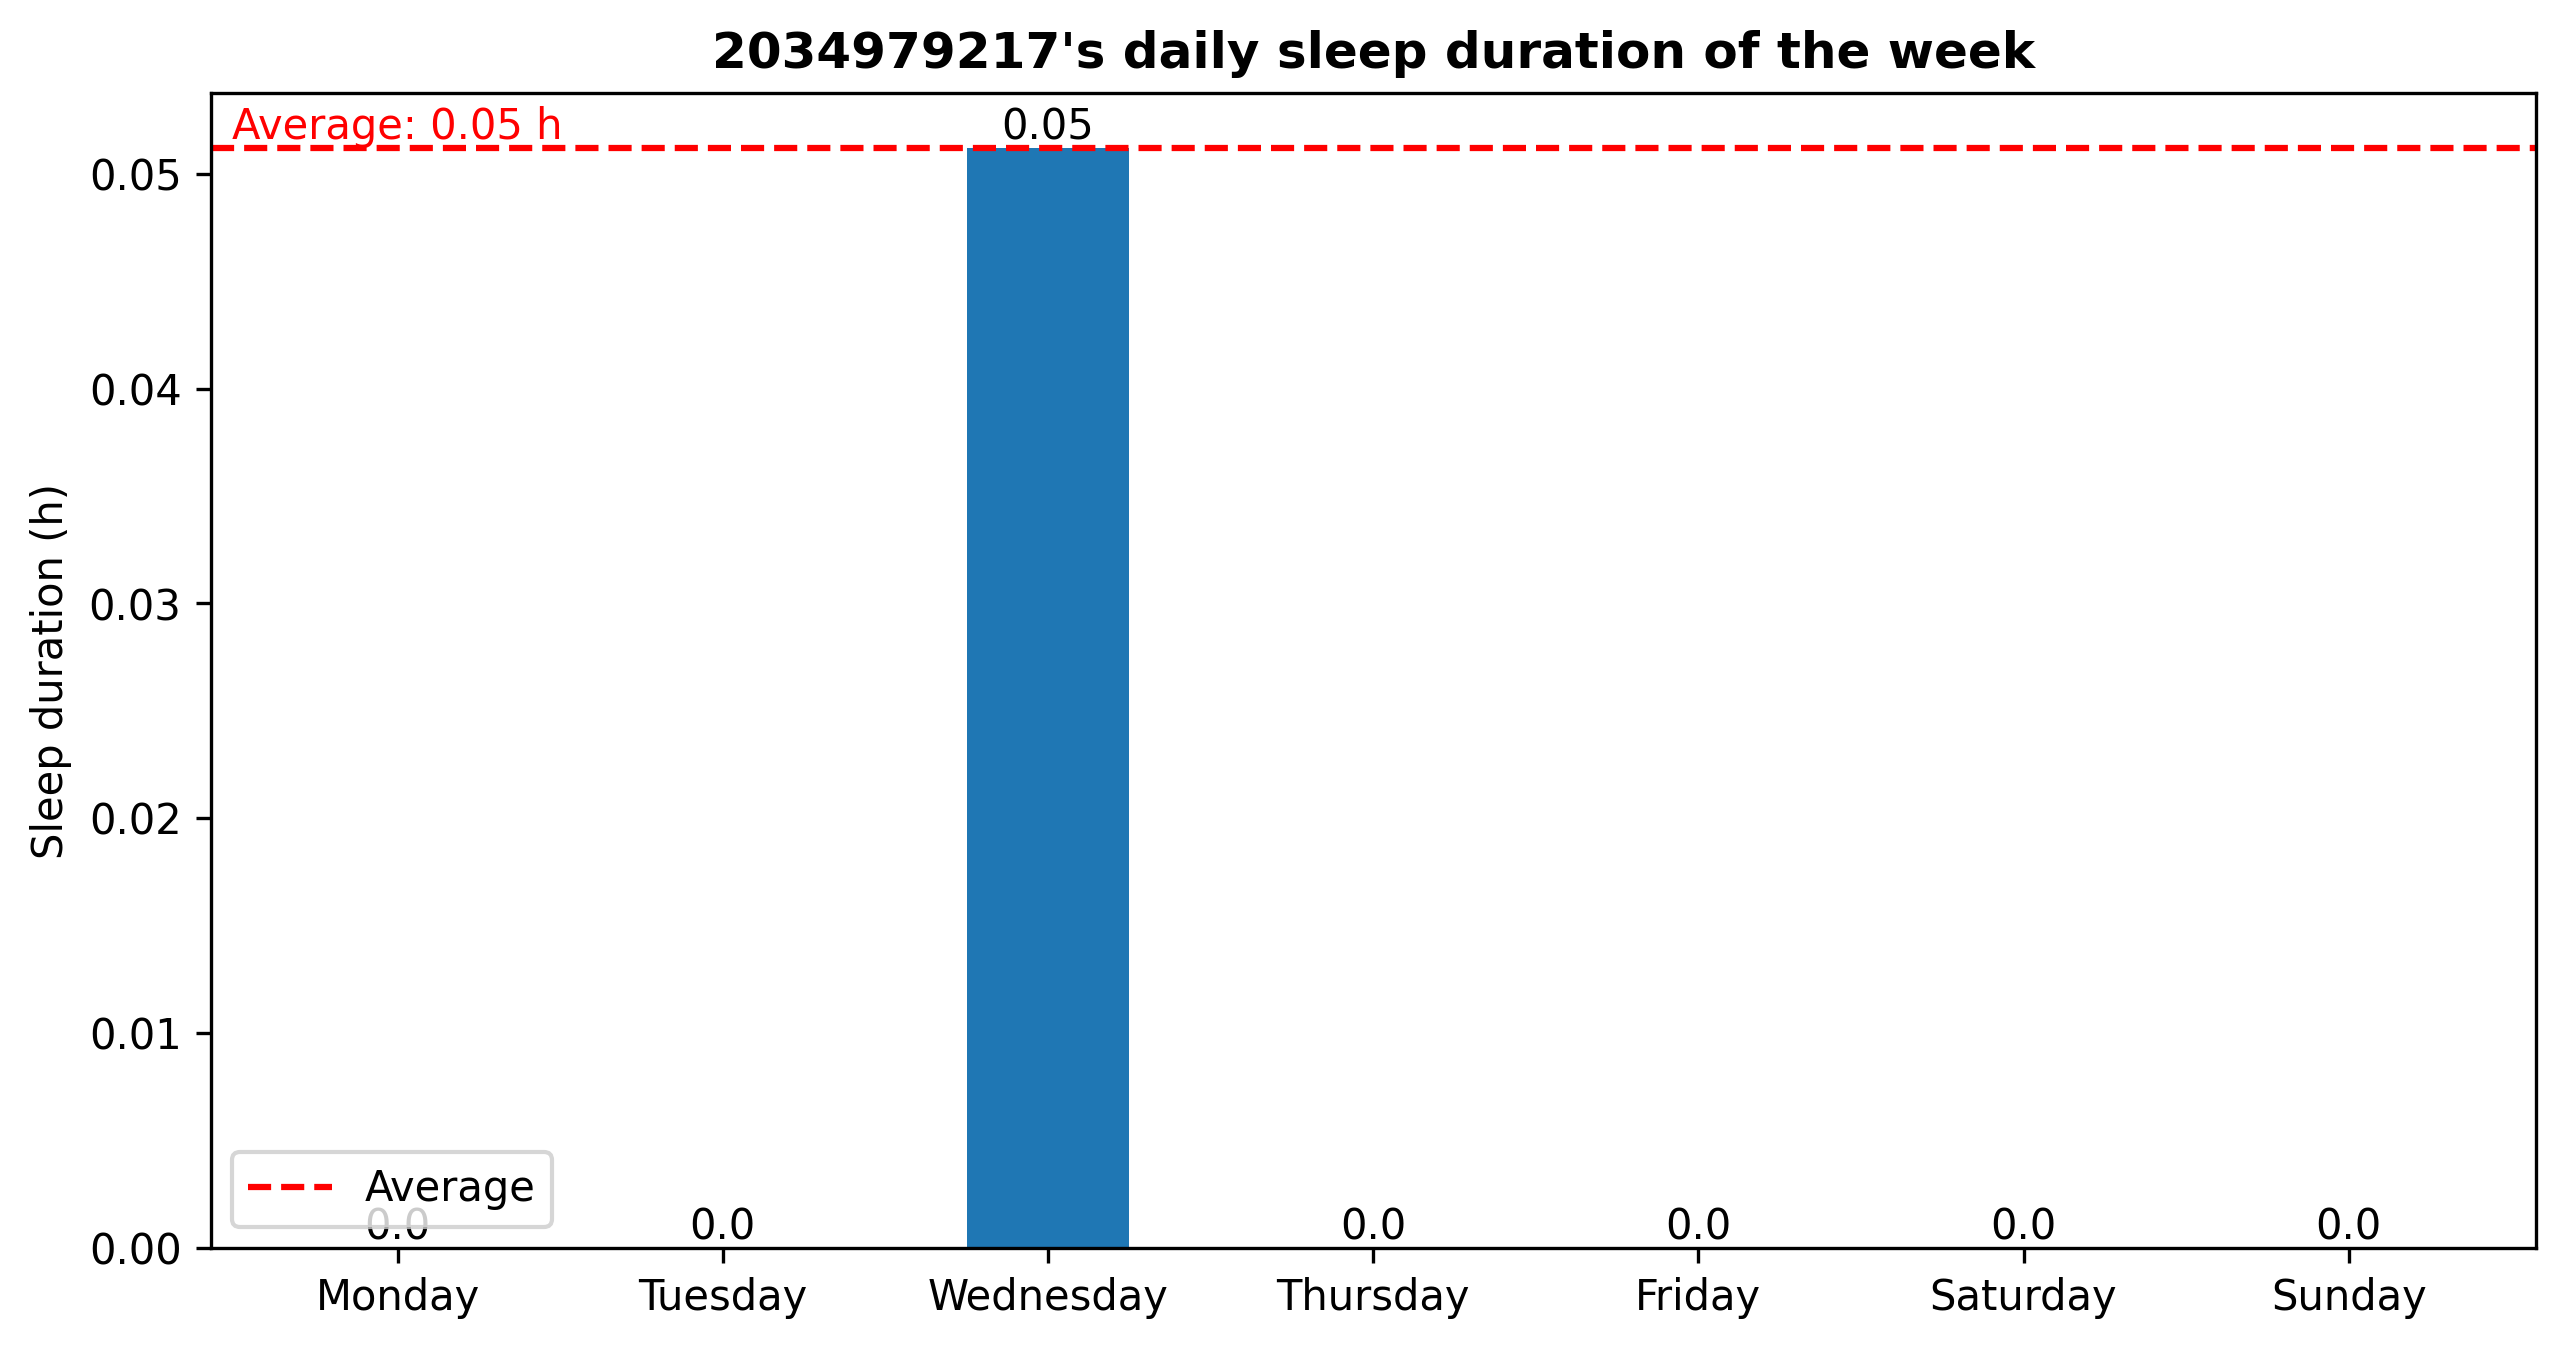 2034979217's daily sleep duration of the week
Average: 0.05 h
0.05
0.05
0.04
0.03
0.02
0.01
0.00
Sleep duration (h)
Average
0.0
0.0
0.0
0.0
0.0
0.0
Monday
Tuesday
Wednesday
Thursday
Friday
Saturday
Sunday